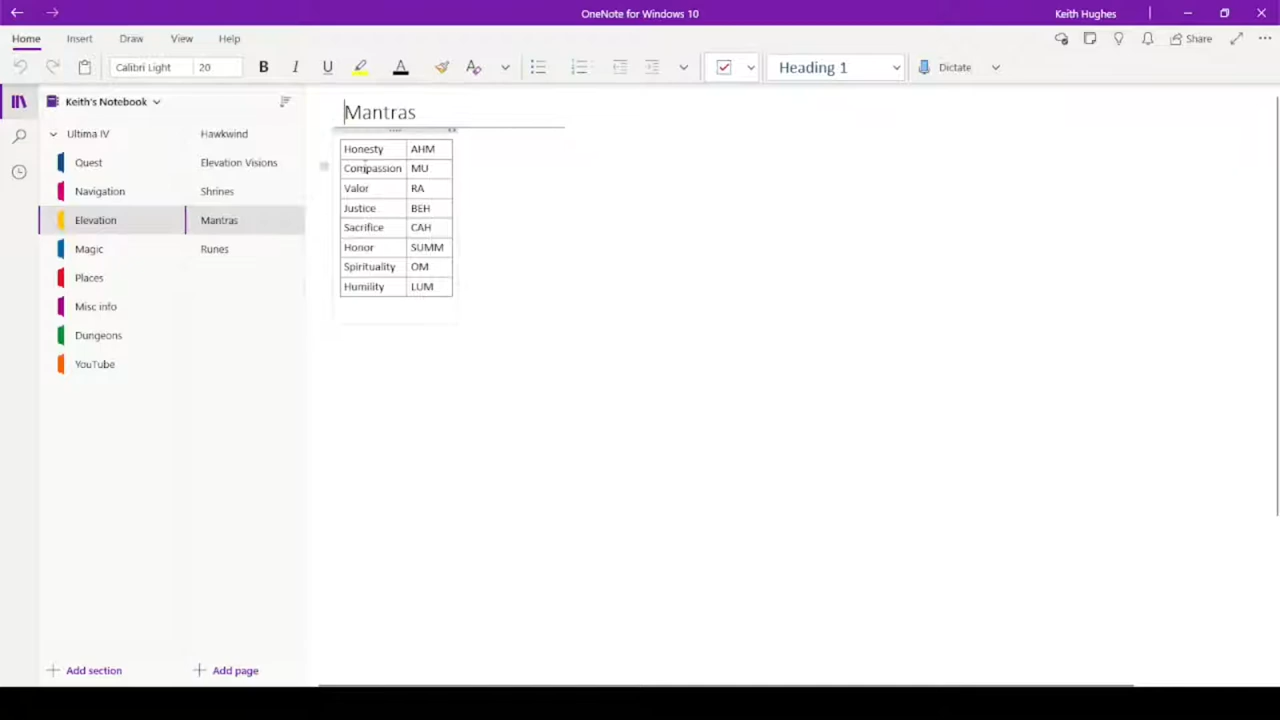 OneNote for Windows 10
Keith Hughes
Home Insert Draw View Help
Share
Calibri Light 20 B I U A A Heading 1 Dictate
Keith's Notebook
Ultima IV
Quest
Navigation
Elevation
Magic
Places
Misc info
Dungeons
YouTube
Add section
Hawkwind
Elevation Visions
Shrines
Mantras
Runes
Add page
Mantras
Honesty AHM
Compassion MU
Valor RA
Justice BEH
Sacrifice CAH
Honor SUMM
Spirituality OM
Humility LUM